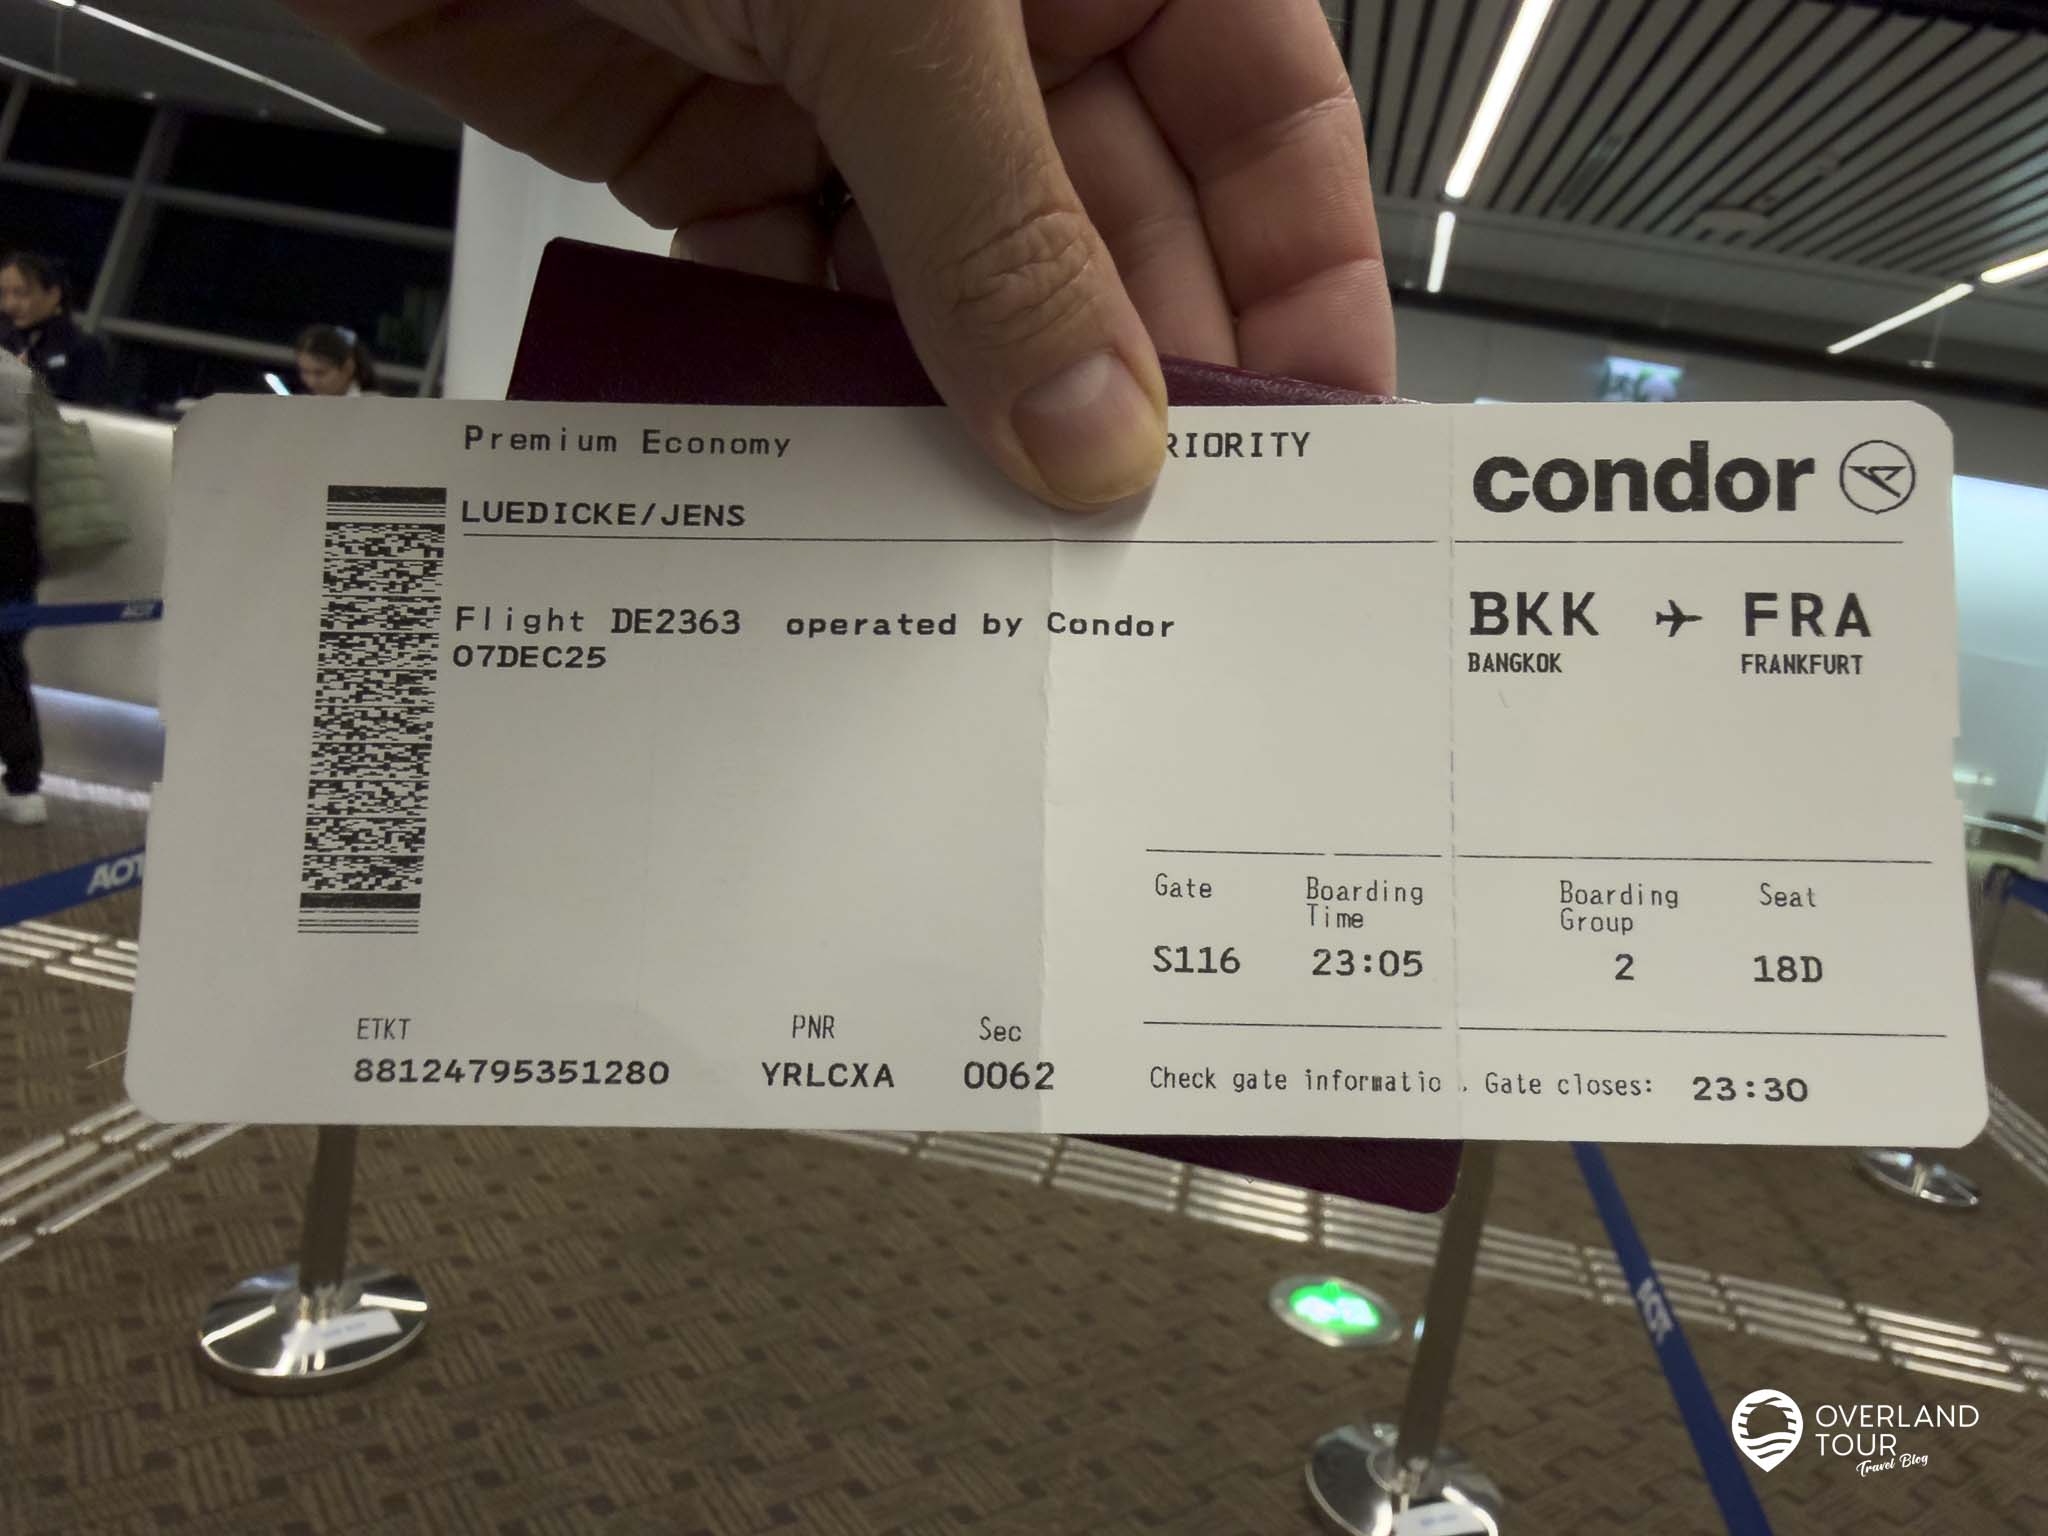 Premium Economy
RIORITY
condor
LUEDICKE/JENS
Flight DE2363 operated by Condor
07DEC25
BKK FRA
BANGKOK FRANKFURT
Gate Boarding Time Boarding Group Seat
S116 23:05 2 18D
ETKT PNR Sec
88124795351280 YRLCXA 0062
Check gate informatio . Gate closes: 23:30
AOT
AOT
OVERLAND
TOUR
Travel Blog